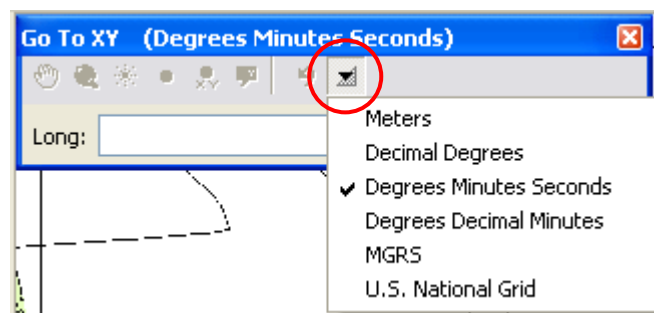 Go To XY (Degrees Minutes Seconds)
Long:
Meters
Decimal Degrees
Degrees Minutes Seconds
Degrees Decimal Minutes
MGRS
U.S. National Grid